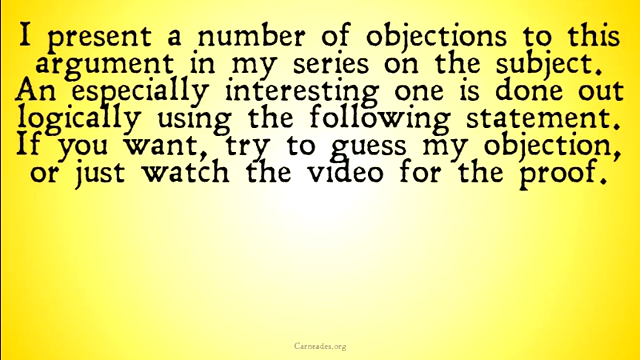 I present a number of objections to this
argument in my series on the subject.
An especially interesting one is done out
logically using the following statement.
If you want, try to guess my objection,
or just watch the video for the proof.
Carneades.org